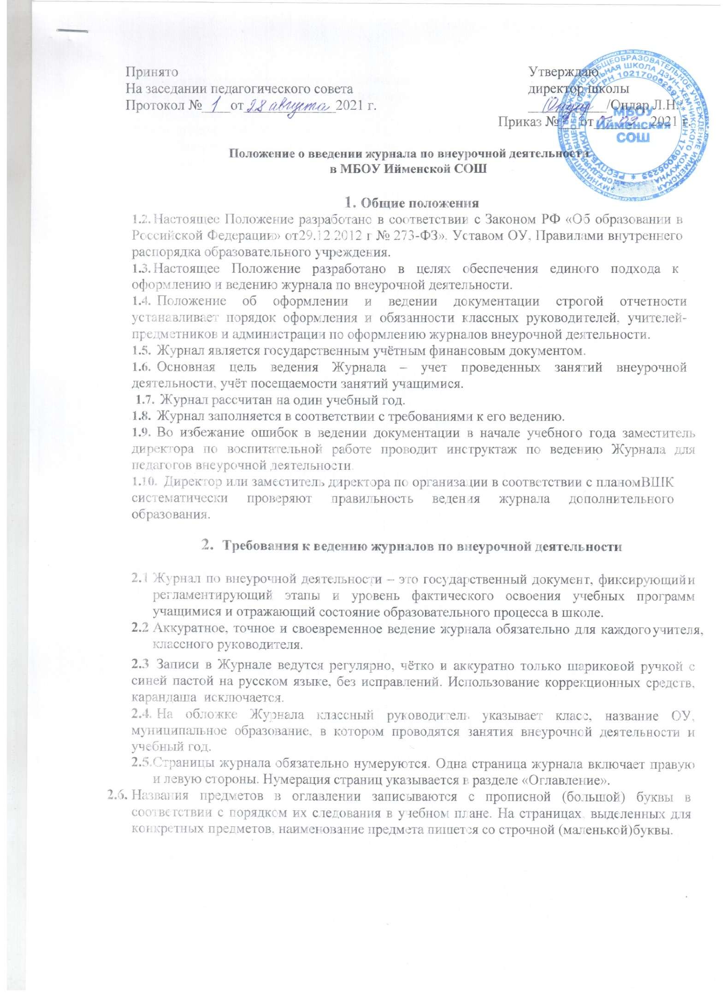 Принято
Утверждаю
На заседании педагогического совета
директор школы
Протокол № 1 от 28 августа 2021 г.
Ондар /Ондар Л.Н./
Приказ № от 09 2021 г.
МБОУ
Ийменская
СОШ
Положение о введении журнала по внеурочной деятельности
в МБОУ Ийменской СОШ
1. Общие положения
1.2. Настоящее Положение разработано в соответствии с Законом РФ «Об образовании в
Российской Федерации» от29.12.2012 г № 273-ФЗ». Уставом ОУ, Правилами внутреннего
распорядка образовательного учреждения.
1.3. Настоящее Положение разработано в целях обеспечения единого подхода к
оформлению и ведению журнала по внеурочной деятельности.
1.4. Положение об оформлении и ведении документации строгой отчетности
устанавливает порядок оформления и обязанности классных руководителей, учителей-
предметников и администрации по оформлению журналов внеурочной деятельности.
1.5. Журнал является государственным учётным финансовым документом.
1.6. Основная цель ведения Журнала – учет проведенных занятий внеурочной
деятельности, учёт посещаемости занятий учащимися.
1.7. Журнал рассчитан на один учебный год.
1.8. Журнал заполняется в соответствии с требованиями к его ведению.
1.9. Во избежание ошибок в ведении документации в начале учебного года заместитель
директора по воспитательной работе проводит инструктаж по ведению Журнала для
педагогов внеурочной деятельности.
1.10. Директор или заместитель директора по организации в соответствии с планомВШК
систематически проверяют правильность ведения журнала дополнительного
образования.
2. Требования к ведению журналов по внеурочной деятельности
2.1 Журнал по внеурочной деятельности – это государственный документ, фиксирующий и
регламентирующий этапы и уровень фактического освоения учебных программ
учащимися и отражающий состояние образовательного процесса в школе.
2.2 Аккуратное, точное и своевременное ведение журнала обязательно для каждого учителя,
классного руководителя.
2.3 Записи в Журнале ведутся регулярно, чётко и аккуратно только шариковой ручкой с
синей пастой на русском языке, без исправлений. Использование коррекционных средств,
карандаша исключается.
2.4. На обложке Журнала классный руководитель указывает класс, название ОУ,
муниципальное образование, в котором проводятся занятия внеурочной деятельности и
учебный год.
2.5.Страницы журнала обязательно нумеруются. Одна страница журнала включает правую
и левую стороны. Нумерация страниц указывается в разделе «Оглавление».
2.6. Названия предметов в оглавлении записываются с прописной (большой) буквы в
соответствии с порядком их следования в учебном плане. На страницах, выделенных для
конкретных предметов, наименование предмета пишется со строчной (маленькой)буквы.